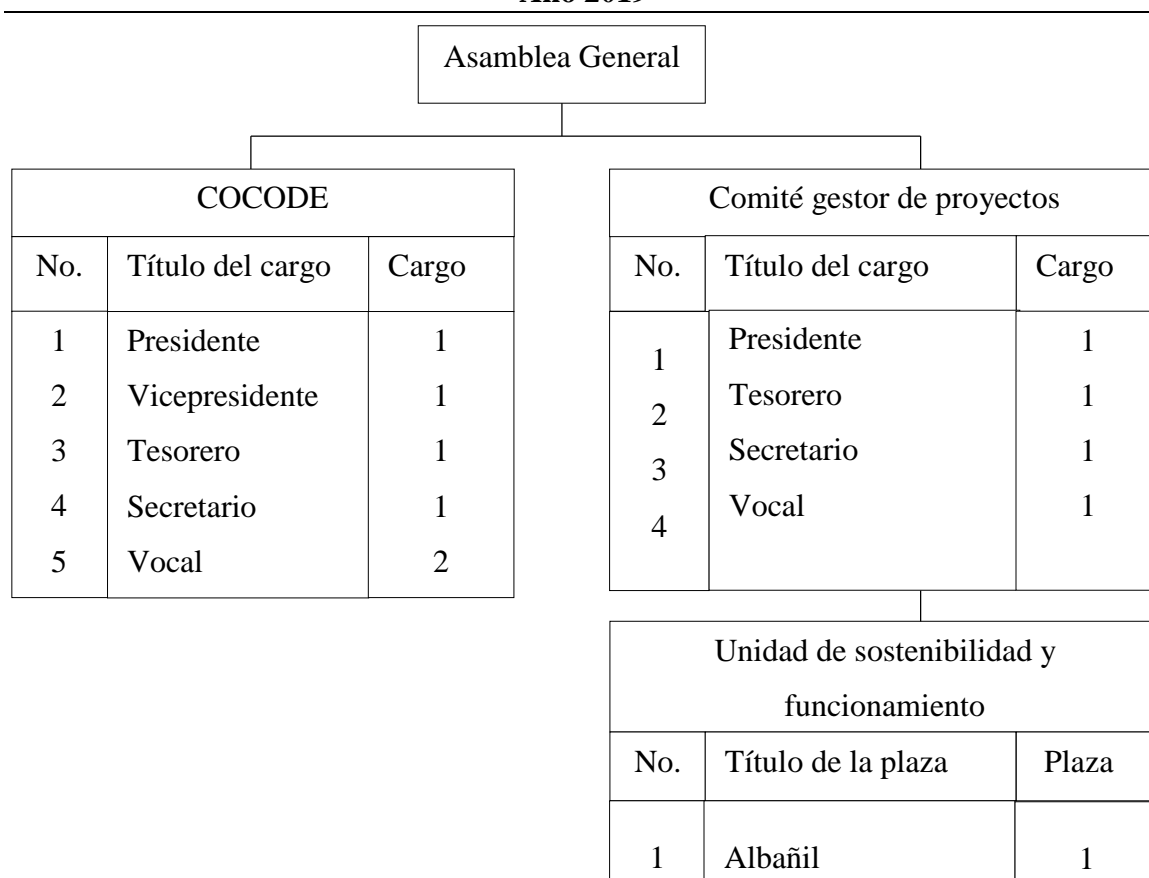 Asamblea General
COCODE
No. Título del cargo Cargo
1 Presidente 1
2 Vicepresidente 1
3 Tesorero 1
4 Secretario 1
5 Vocal 2
Comité gestor de proyectos
No. Título del cargo Cargo
1 Presidente 1
2 Tesorero 1
3 Secretario 1
4 Vocal 1
Unidad de sostenibilidad y
funcionamiento
No. Título de la plaza Plaza
1 Albañil 1